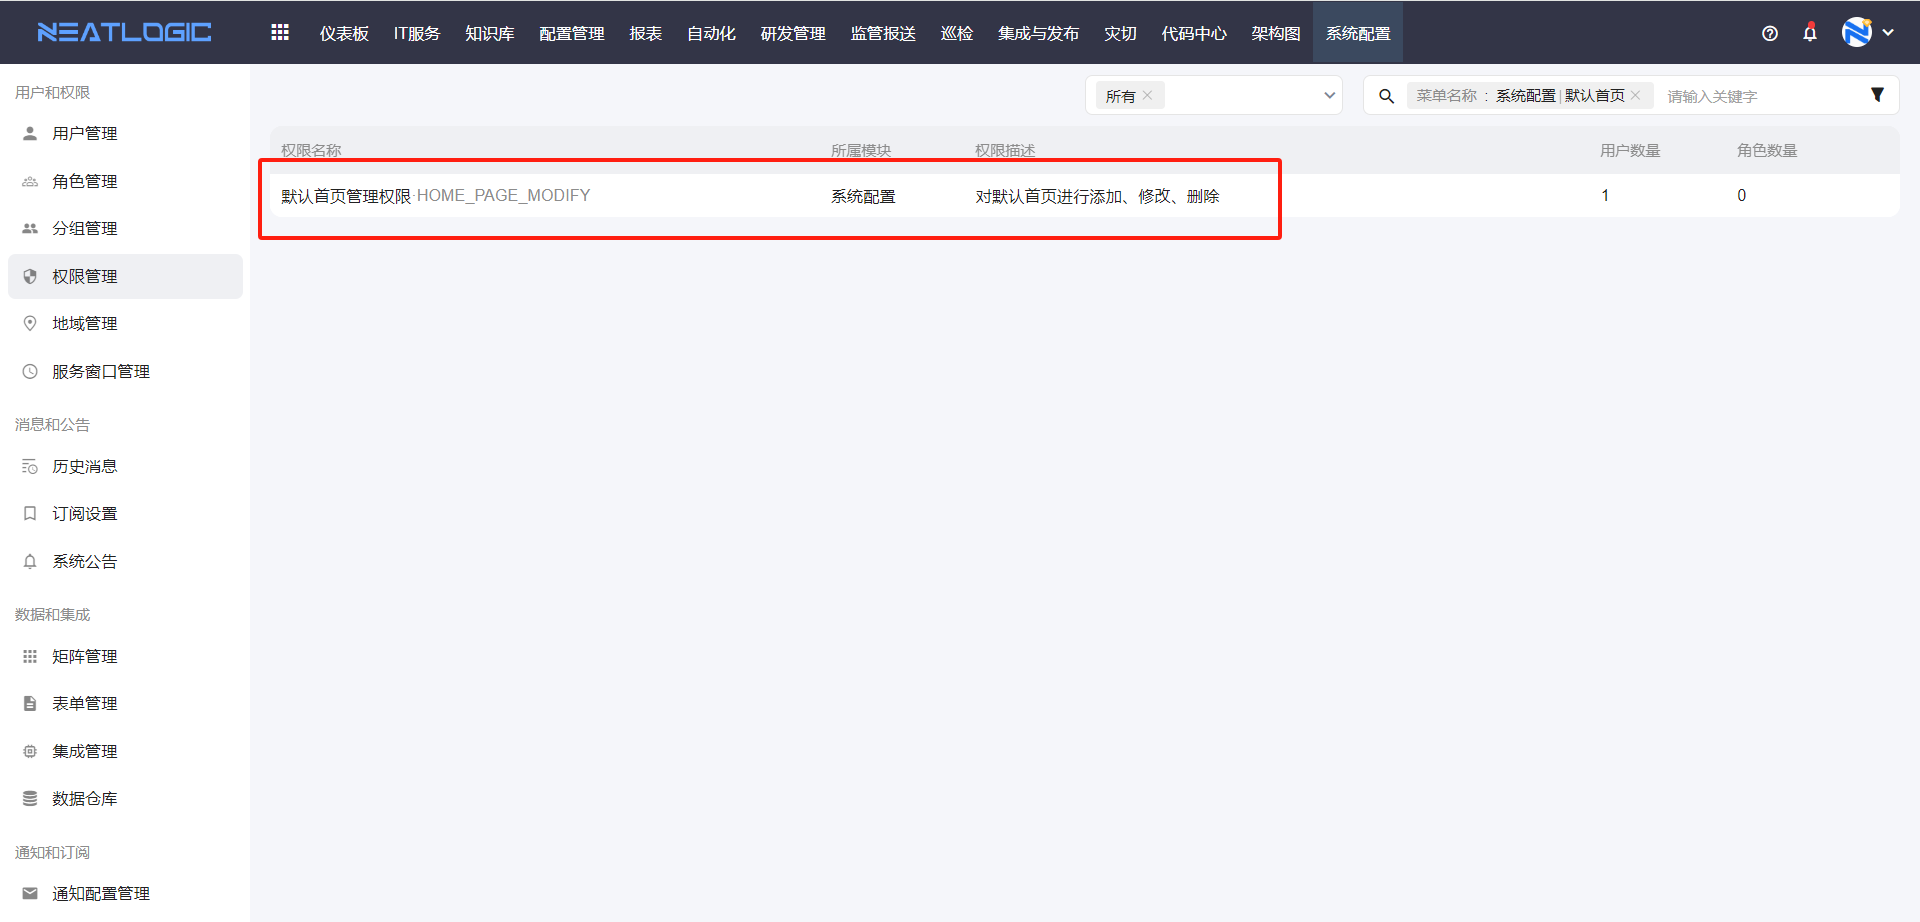 NEATLOGIC 仪表板 IT服务 知识库 配置管理 报表 自动化 研发管理 监管报送 巡检 集成与发布 灾切 代码中心 架构图 系统配置
用户和权限
用户管理
角色管理
分组管理
权限管理
地域管理
服务窗口管理
消息和公告
历史消息
订阅设置
系统公告
数据和集成
矩阵管理
表单管理
集成管理
数据仓库
通知和订阅
通知配置管理
所有 菜单名称 : 系统配置|默认首页 请输入关键字
权限名称 所属模块 权限描述 用户数量 角色数量
默认首页管理权限·HOME_PAGE_MODIFY 系统配置 对默认首页进行添加、修改、删除 1 0